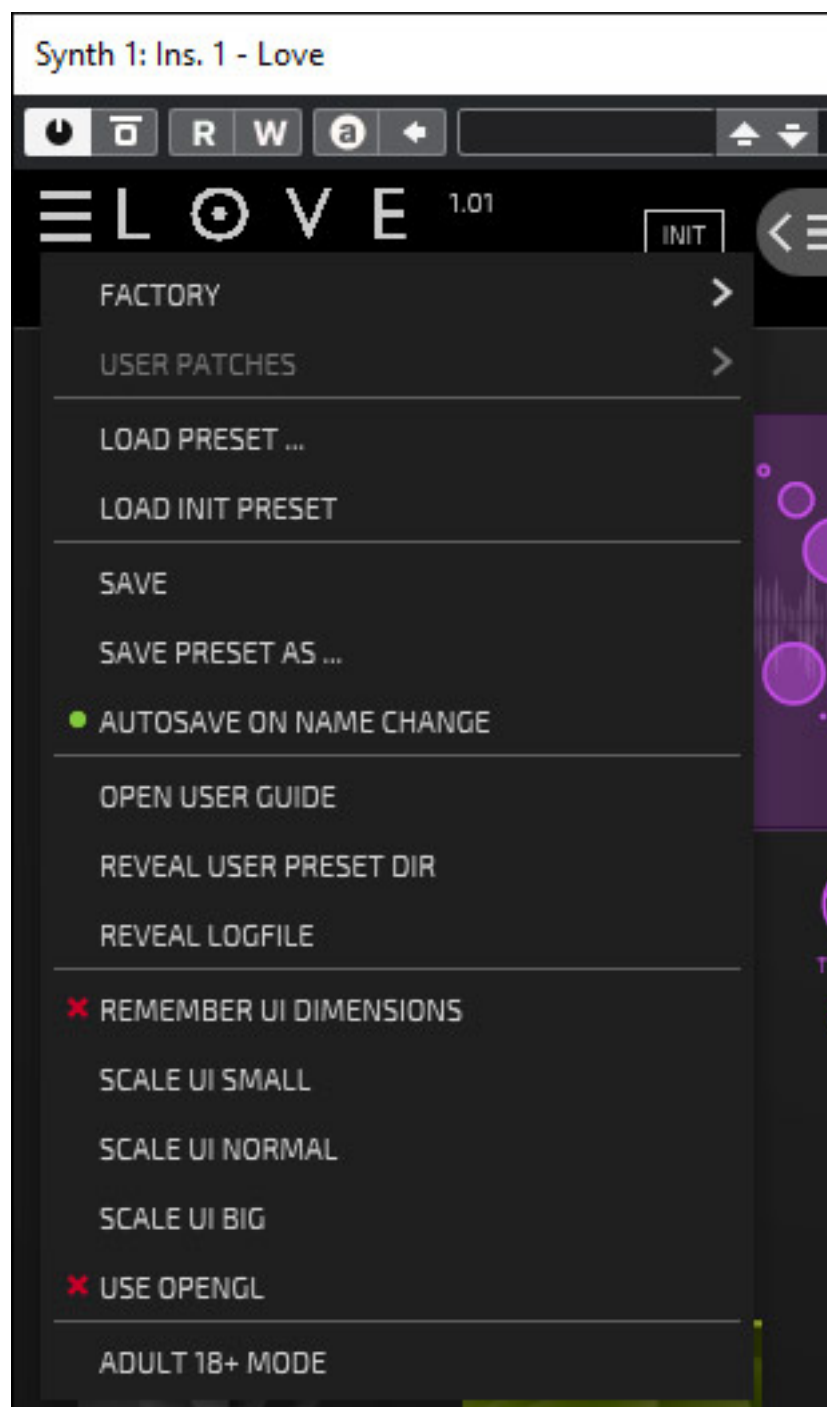 Synth 1: Ins. 1 - Love
R W a
LOVE 1.01
INIT
FACTORY
USER PATCHES
LOAD PRESET ...
LOAD INIT PRESET
SAVE
SAVE PRESET AS ...
AUTOSAVE ON NAME CHANGE
OPEN USER GUIDE
REVEAL USER PRESET DIR
REVEAL LOGFILE
REMEMBER UI DIMENSIONS
SCALE UI SMALL
SCALE UI NORMAL
SCALE UI BIG
USE OPENGL
ADULT 18+ MODE